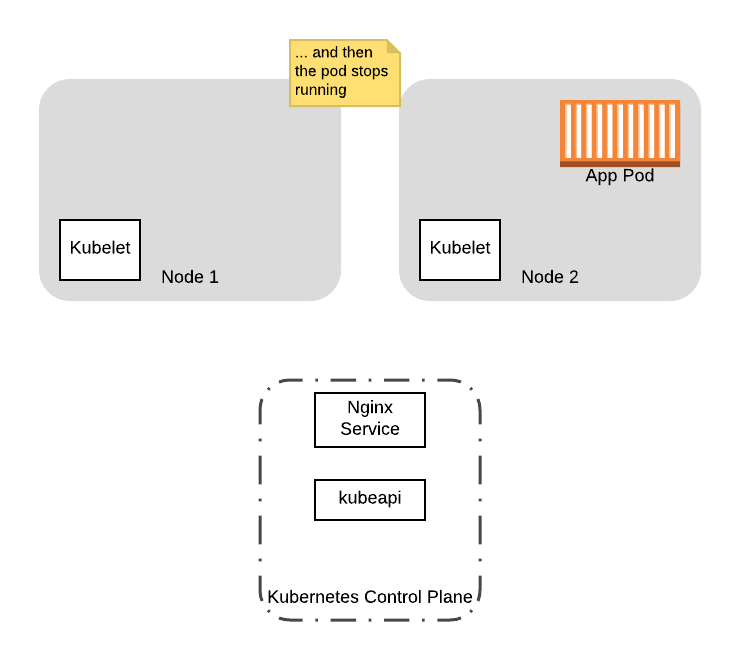 ... and then
the pod stops
running
App Pod
Kubelet
Node 1
Kubelet
Node 2
Nginx
Service
kubeapi
Kubernetes Control Plane